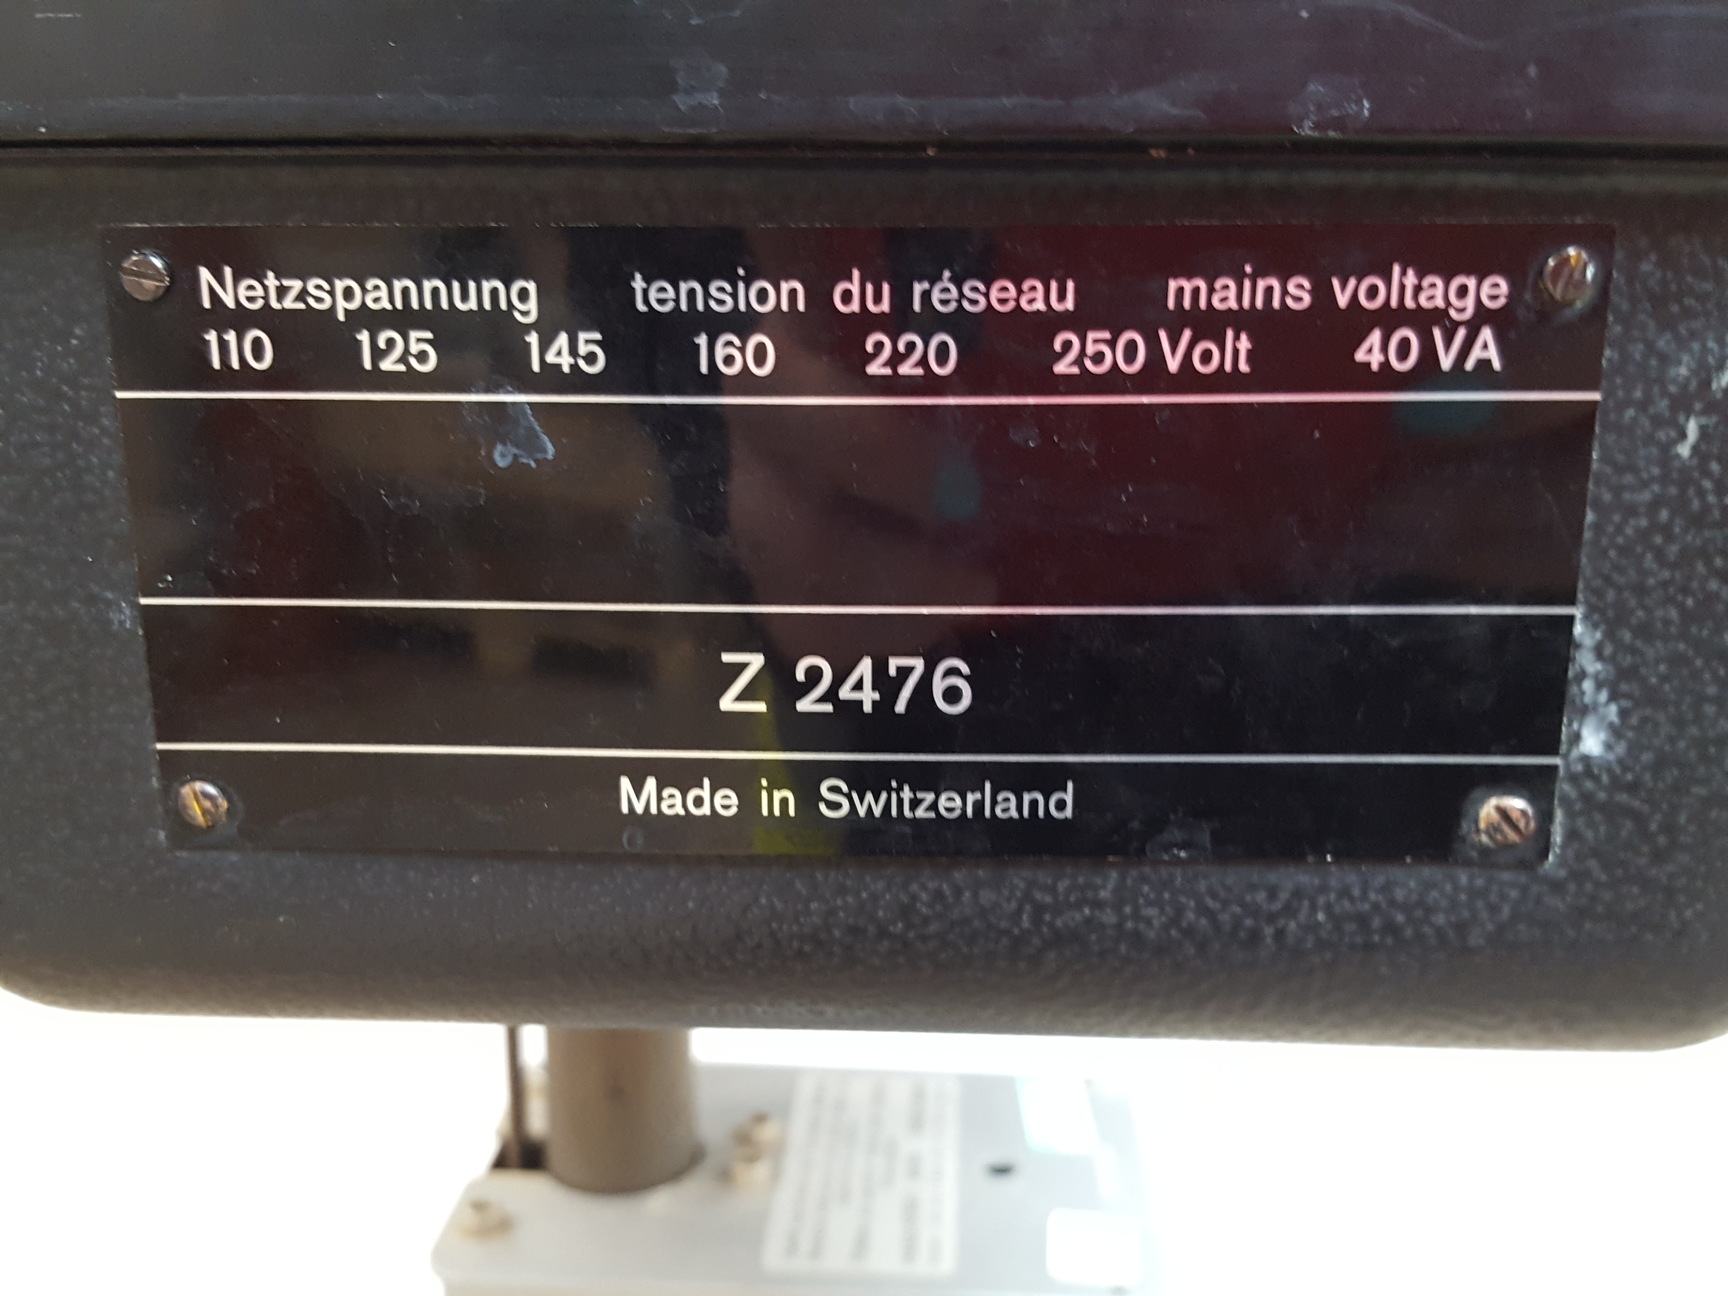 Netzspannung tension du réseau mains voltage
110 125 145 160 220 250 Volt 40 VA
Z 2476
Made in Switzerland